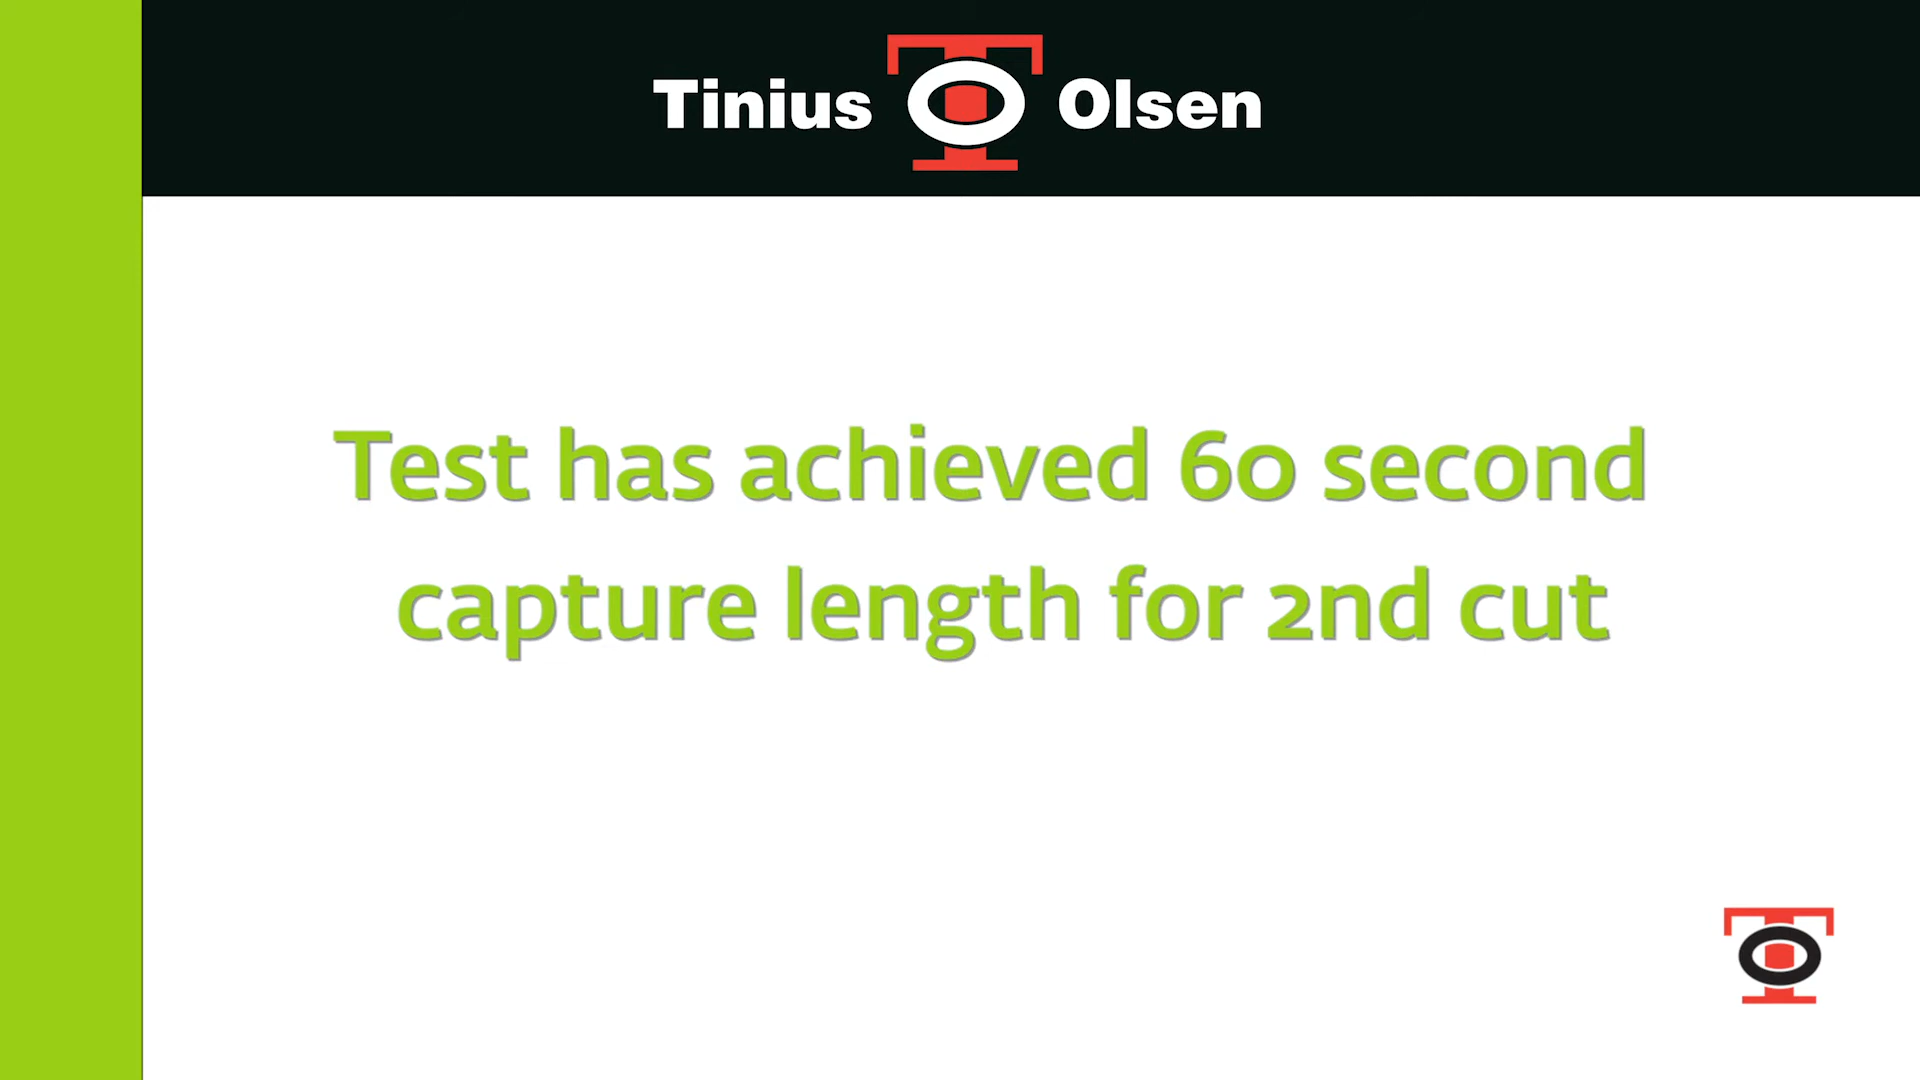 Tinius Olsen
Test has achieved 60 second
capture length for 2nd cut